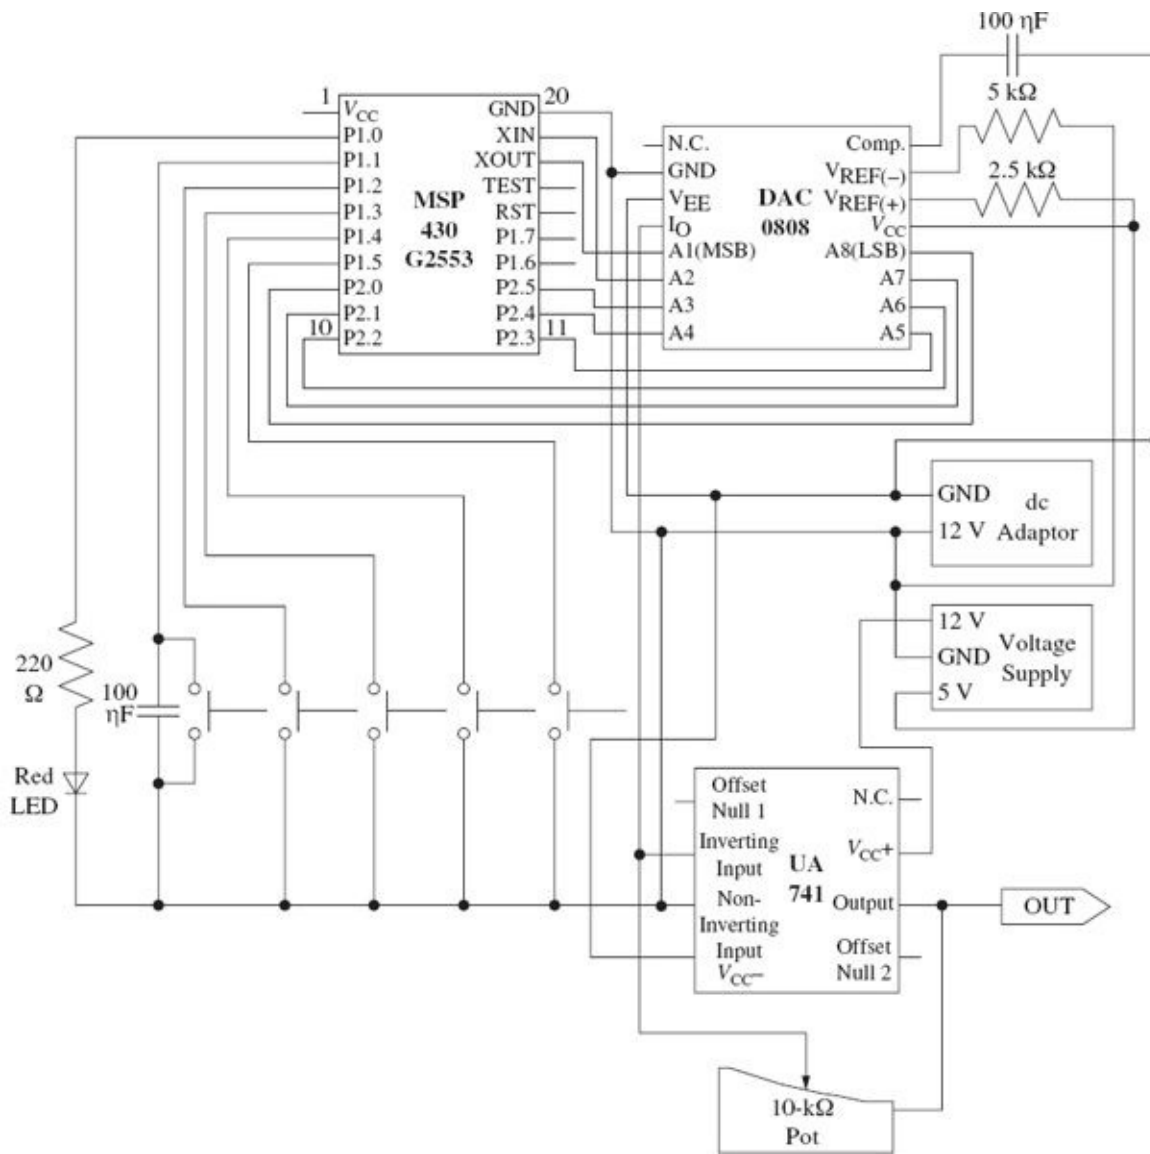 100 ηF
5 kΩ
2.5 kΩ
1
20
VCC
P1.0
P1.1
P1.2
P1.3
P1.4
P1.5
P2.0
P2.1
10
P2.2
MSP
430
G2553
GND
XIN
XOUT
TEST
RST
P1.7
P1.6
P2.5
P2.4
11
P2.3
N.C.
GND
VEE
IO
A1(MSB)
A2
A3
A4
DAC
0808
Comp.
VREF(−)
VREF(+)
VCC
A8(LSB)
A7
A6
A5
GND
12 V
dc
Adaptor
12 V
GND
5 V
Voltage
Supply
220
Ω
100
ηF
Red
LED
Offset
Null 1
Inverting
Input
Non-
Inverting
Input
VCC−
UA
741
N.C.
VCC+
Output
Offset
Null 2
OUT
10-kΩ
Pot